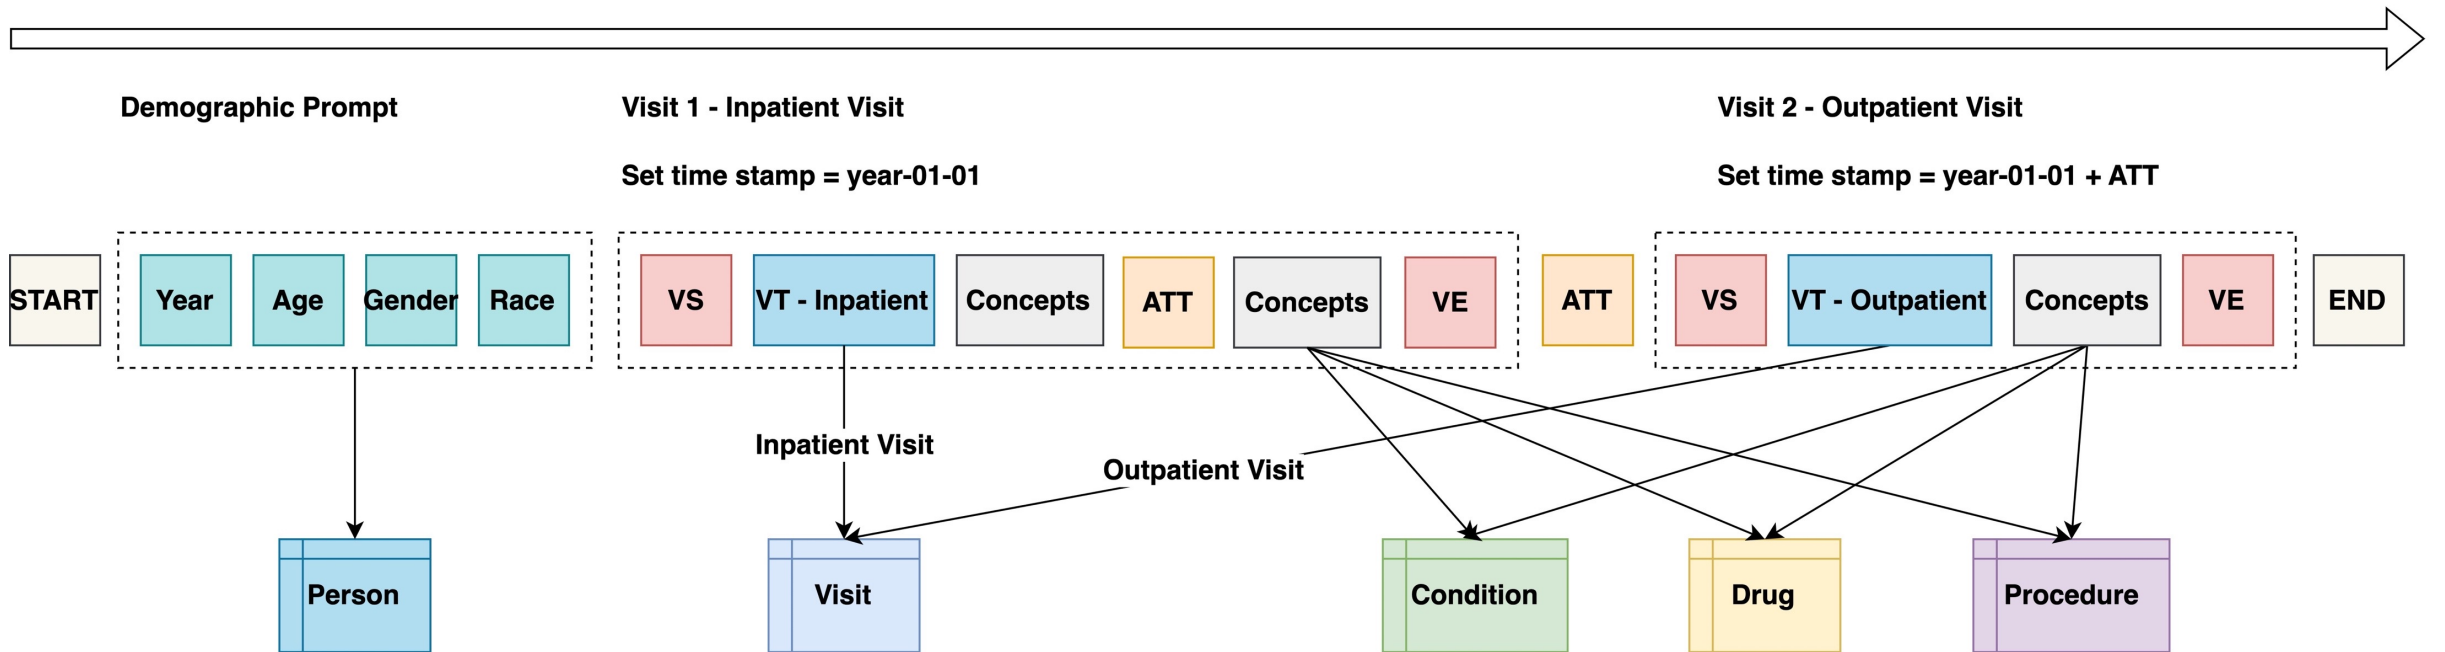 Demographic Prompt
Visit 1 - Inpatient Visit
Visit 2 - Outpatient Visit
Set time stamp = year-01-01
Set time stamp = year-01-01 + ATT
START
Year
Age
Gender
Race
VS
VT - Inpatient
Concepts
ATT
Concepts
VE
ATT
VS
VT - Outpatient
Concepts
VE
END
Inpatient Visit
Outpatient Visit
Person
Visit
Condition
Drug
Procedure